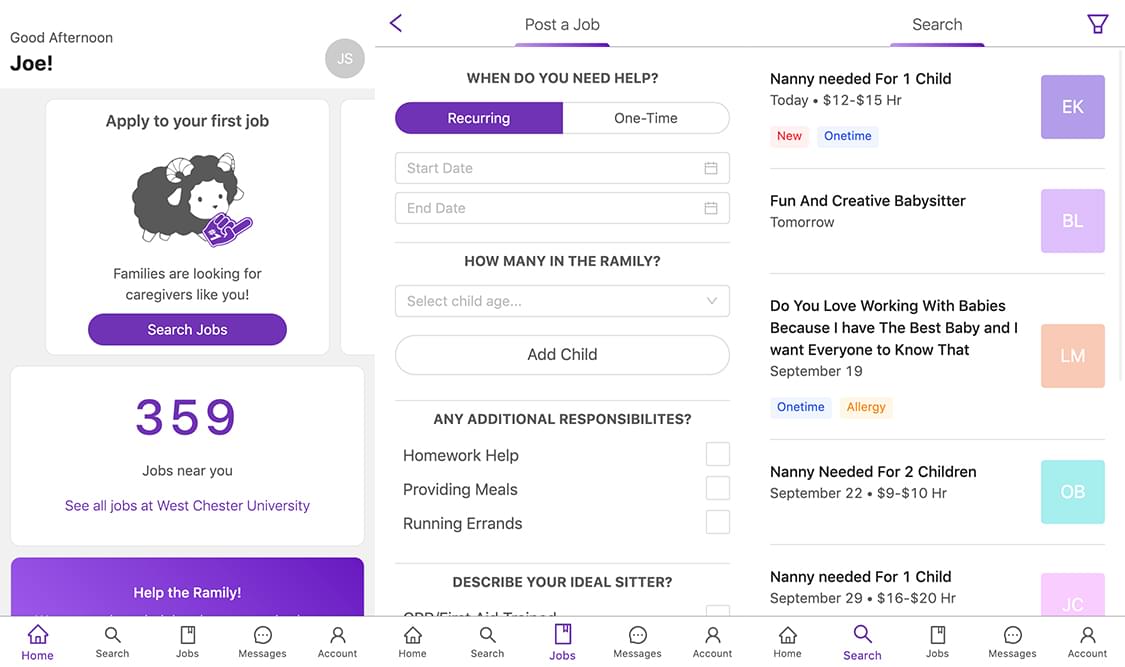 Good Afternoon
Joe!
JS
Apply to your first job
#1
Families are looking for
caregivers like you!
Search Jobs
359
Jobs near you
See all jobs at West Chester University
Help the Ramily!
Home
Search
Jobs
Messages
Account
Post a Job
WHEN DO YOU NEED HELP?
Recurring
One-Time
Start Date
End Date
HOW MANY IN THE RAMILY?
Select child age...
Add Child
ANY ADDITIONAL RESPONSIBILITES?
Homework Help
Providing Meals
Running Errands
DESCRIBE YOUR IDEAL SITTER?
CPR/First Aid Trained
Home
Search
Jobs
Messages
Account
Search
Nanny needed For 1 Child
Today • $12-$15 Hr
EK
New
Onetime
Fun And Creative Babysitter
Tomorrow
BL
Do You Love Working With Babies
Because I have The Best Baby and I
want Everyone to Know That
September 19
LM
Onetime
Allergy
Nanny Needed For 2 Children
September 22 • $9-$10 Hr
OB
Nanny needed For 1 Child
September 29 • $16-$20 Hr
JC
Home
Search
Jobs
Messages
Account